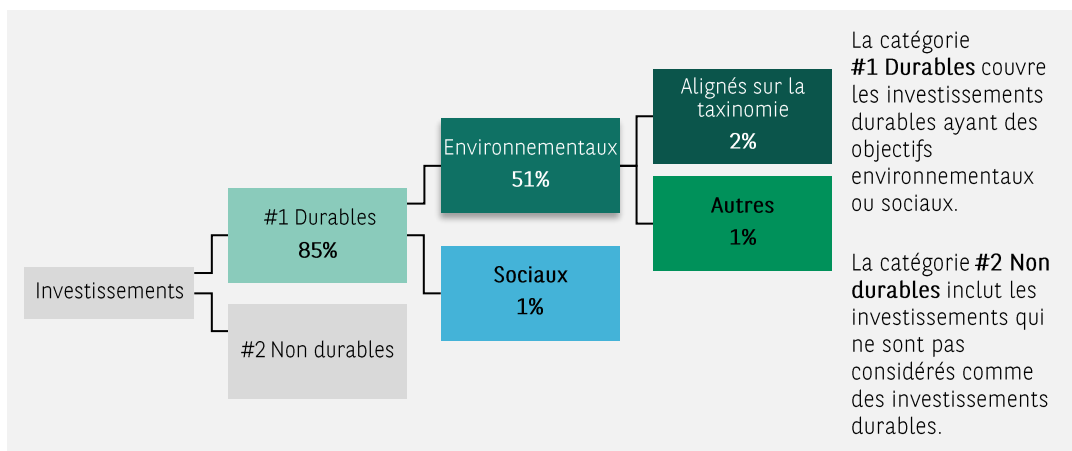 Investissements
#1 Durables
85%
#2 Non durables
Environnementaux
51%
Sociaux
1%
Alignés sur la
taxinomie
2%
Autres
1%
La catégorie
#1 Durables couvre
les investissements
durables ayant des
objectifs
environnementaux
ou sociaux.
La catégorie #2 Non
durables inclut les
investissements qui
ne sont pas
considérés comme
des investissements
durables.